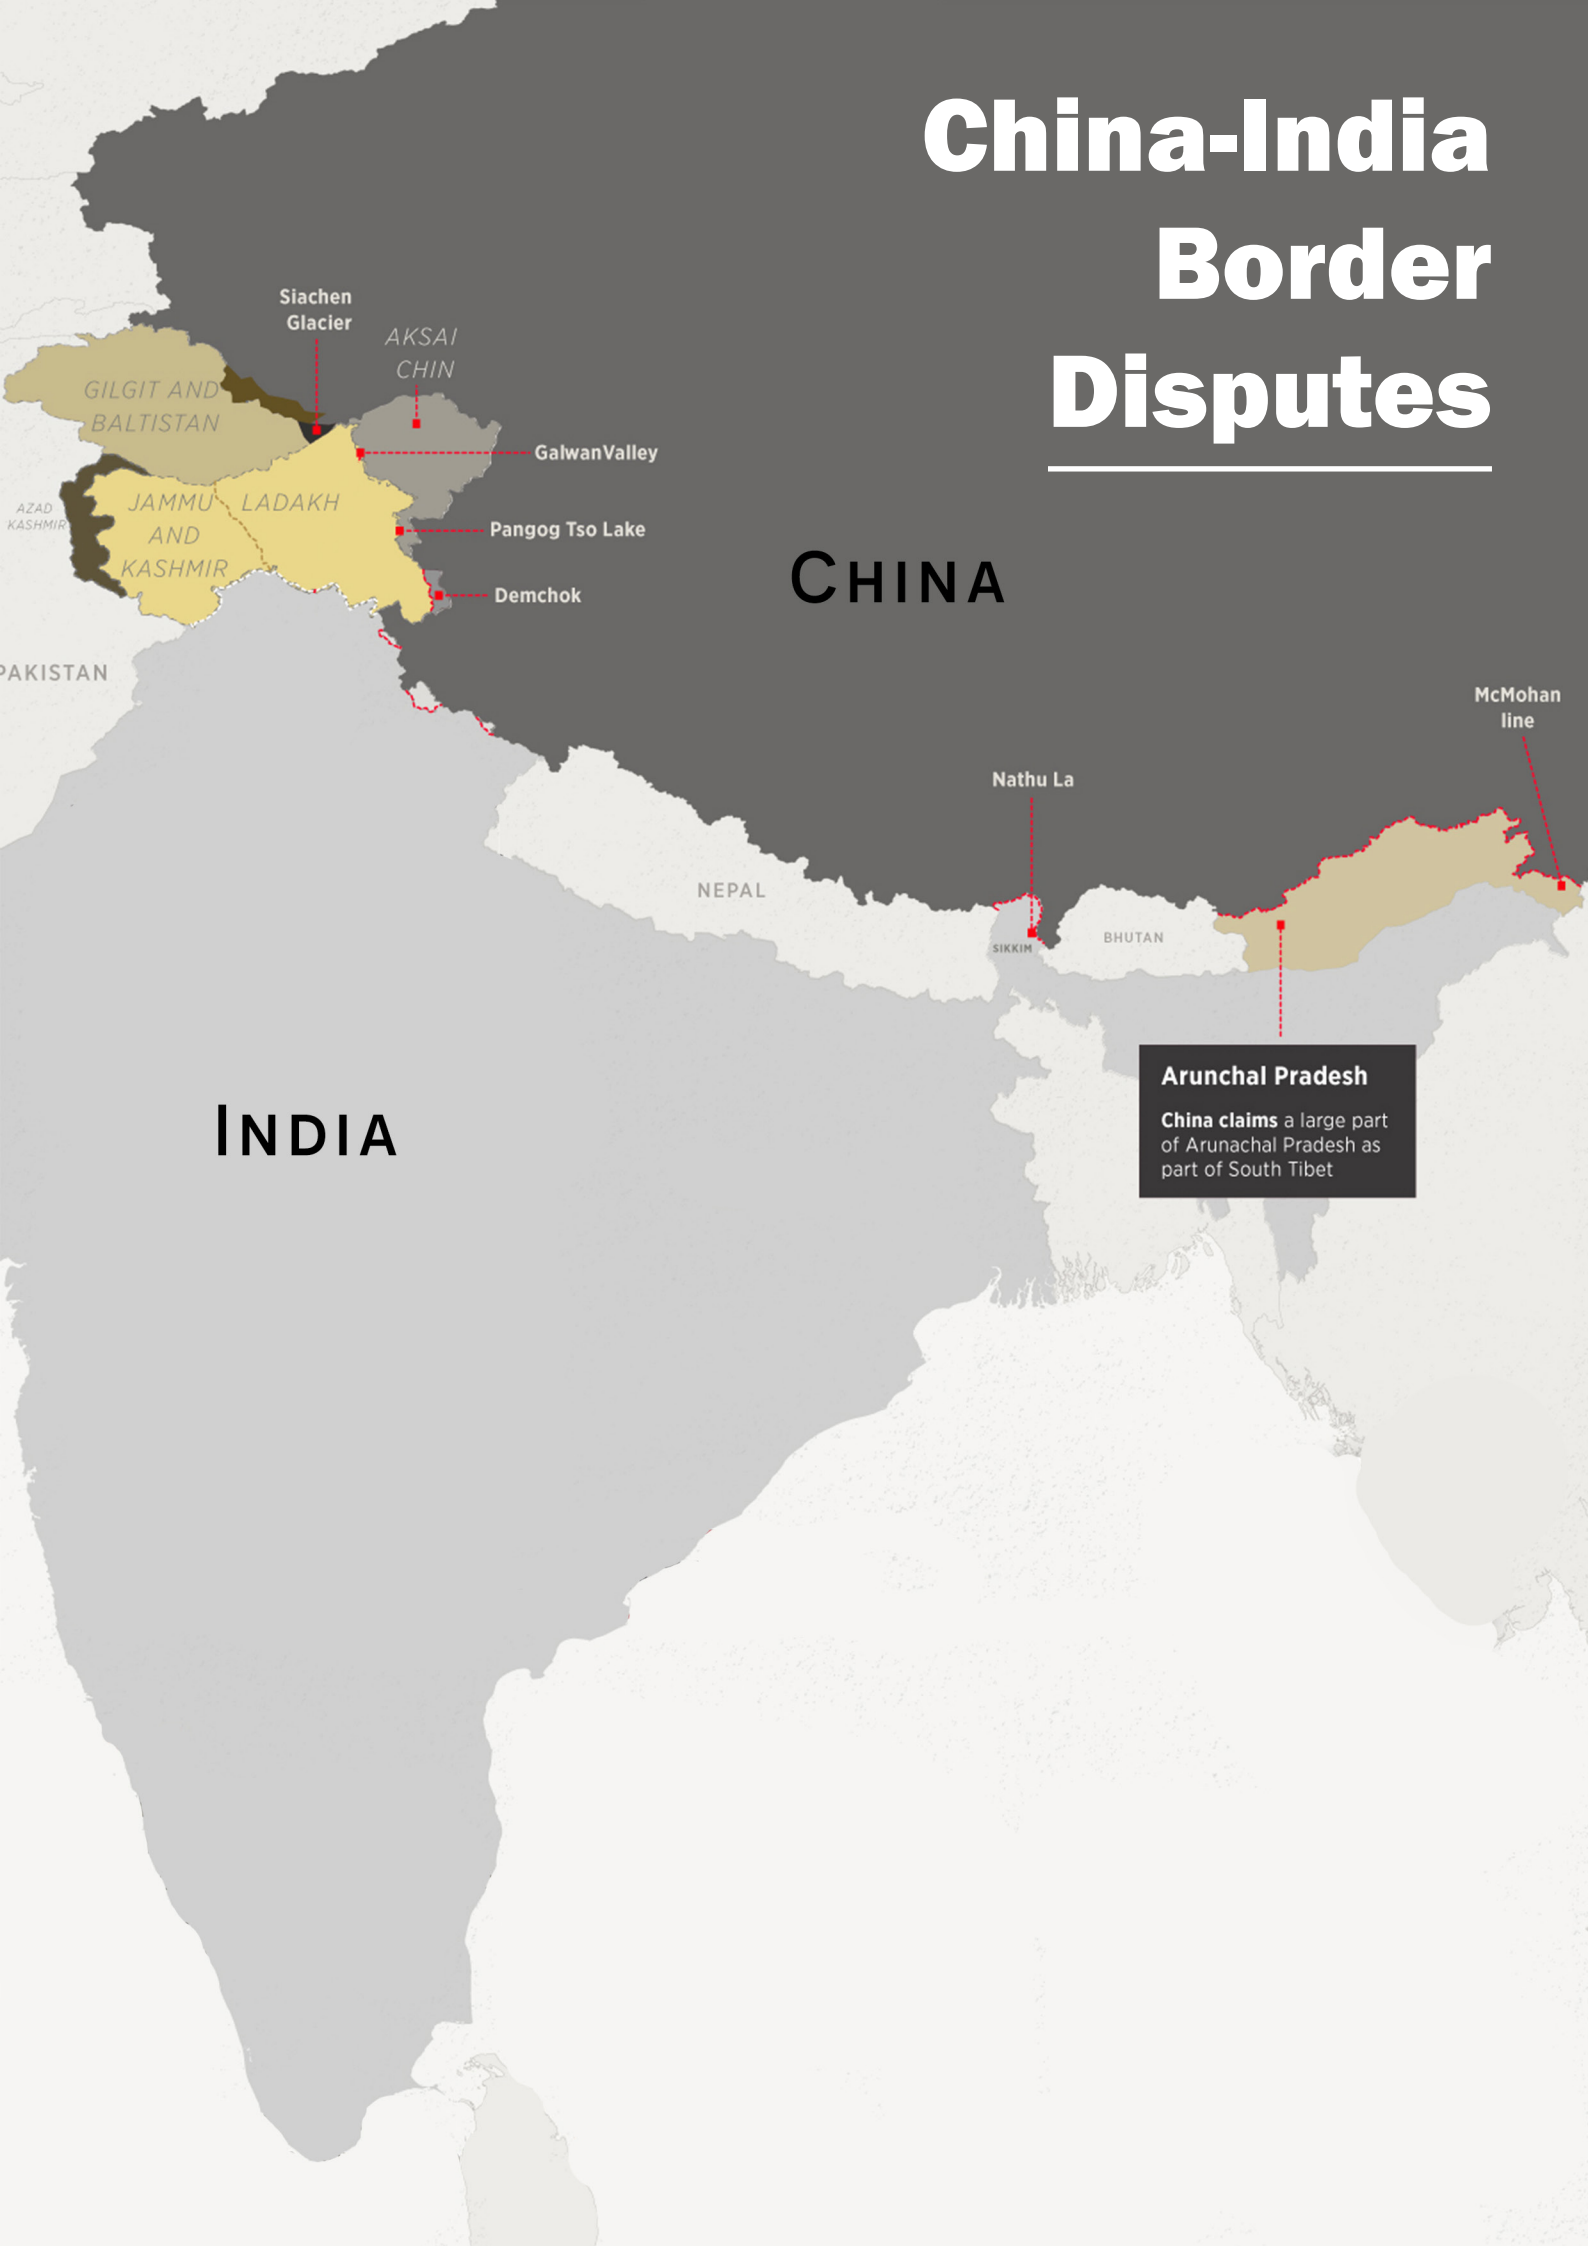 China-India
Border
Disputes
Siachen
Glacier
AKSAI
CHIN
GILGIT AND
BALTISTAN
GalwanValley
AZAD
KASHMIR
JAMMU
AND
KASHMIR
LADAKH
Pangog Tso Lake
Demchok
CHINA
PAKISTAN
McMohan
line
Nathu La
NEPAL
SIKKIM
BHUTAN
INDIA
Arunchal Pradesh
China claims a large part
of Arunachal Pradesh as
part of South Tibet